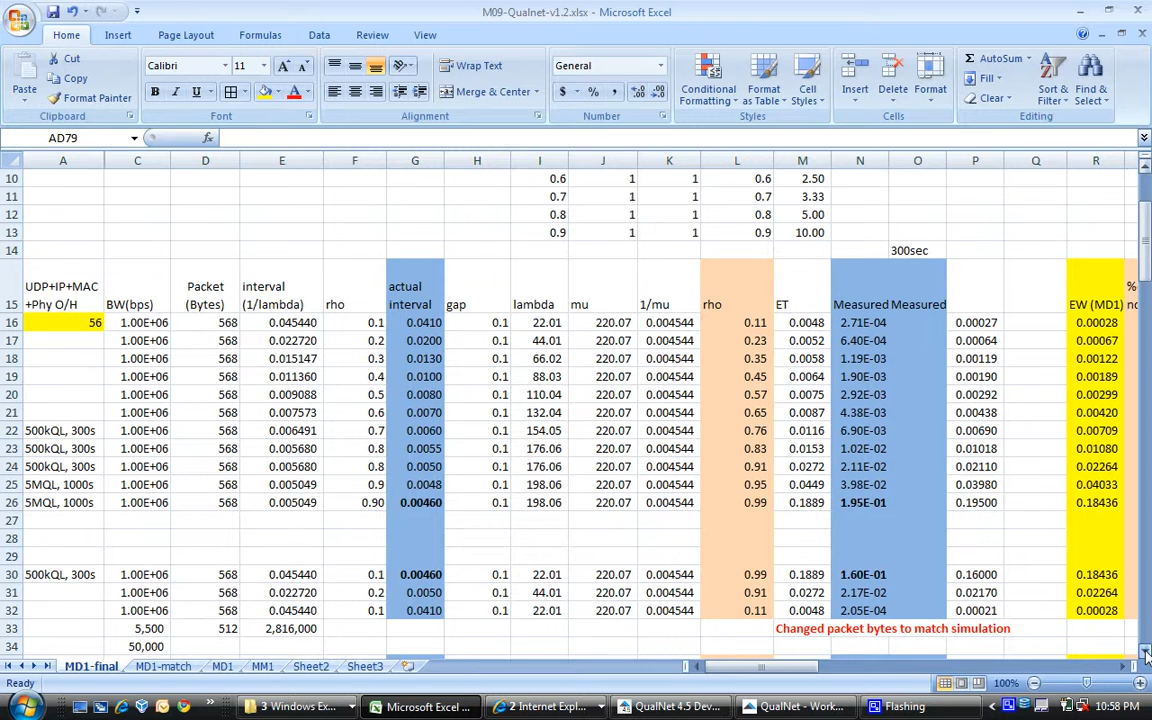 M09-Qualnet-v1.2.xlsx - Microsoft Excel
Home Insert Page Layout Formulas Data Review View
Cut Calibri 11 Wrap Text General AutoSum
Copy Fill
Paste Format Painter Merge & Center Conditional Formatting Format as Table Cell Styles Insert Delete Format Clear Sort & Filter Find & Select
Clipboard Font Alignment Number Styles Cells Editing
AD79 fx
A C D E F G H I J K L M N O P Q R
10 0.6 1 1 0.6 2.50
11 0.7 1 1 0.7 3.33
12 0.8 1 1 0.8 5.00
13 0.9 1 1 0.9 10.00
14 300sec
UDP+IP+MAC Packet interval actual %
15 +Phy O/H BW(bps) (Bytes) (1/lambda) rho interval gap lambda mu 1/mu rho ET Measured Measured EW (MD1) no
16 56 1.00E+06 568 0.045440 0.1 0.0410 0.1 22.01 220.07 0.004544 0.11 0.0048 2.71E-04 0.00027 0.00028
17 1.00E+06 568 0.022720 0.2 0.0200 0.1 44.01 220.07 0.004544 0.23 0.0052 6.40E-04 0.00064 0.00067
18 1.00E+06 568 0.015147 0.3 0.0130 0.1 66.02 220.07 0.004544 0.35 0.0058 1.19E-03 0.00119 0.00122
19 1.00E+06 568 0.011360 0.4 0.0100 0.1 88.03 220.07 0.004544 0.45 0.0064 1.90E-03 0.00190 0.00189
20 1.00E+06 568 0.009088 0.5 0.0080 0.1 110.04 220.07 0.004544 0.57 0.0075 2.92E-03 0.00292 0.00299
21 1.00E+06 568 0.007573 0.6 0.0070 0.1 132.04 220.07 0.004544 0.65 0.0087 4.38E-03 0.00438 0.00420
22 500kQL, 300s 1.00E+06 568 0.006491 0.7 0.0060 0.1 154.05 220.07 0.004544 0.76 0.0116 6.90E-03 0.00690 0.00709
23 500kQL, 300s 1.00E+06 568 0.005680 0.8 0.0055 0.1 176.06 220.07 0.004544 0.83 0.0153 1.02E-02 0.01018 0.01080
24 500kQL, 300s 1.00E+06 568 0.005680 0.8 0.0050 0.1 176.06 220.07 0.004544 0.91 0.0272 2.11E-02 0.02110 0.02264
25 5MQL, 1000s 1.00E+06 568 0.005049 0.9 0.0048 0.1 198.06 220.07 0.004544 0.95 0.0449 3.98E-02 0.03980 0.04033
26 5MQL, 1000s 1.00E+06 568 0.005049 0.90 0.00460 0.1 198.06 220.07 0.004544 0.99 0.1889 1.95E-01 0.19500 0.18436
27
28
29
30 500kQL, 300s 1.00E+06 568 0.045440 0.1 0.00460 0.1 22.01 220.07 0.004544 0.99 0.1889 1.60E-01 0.16000 0.18436
31 1.00E+06 568 0.022720 0.2 0.0050 0.1 44.01 220.07 0.004544 0.91 0.0272 2.17E-02 0.02170 0.02264
32 1.00E+06 568 0.045440 0.1 0.0410 0.1 22.01 220.07 0.004544 0.11 0.0048 2.05E-04 0.00021 0.00028
33 5,500 512 2,816,000 Changed packet bytes to match simulation
34 50,000
MD1-final MD1-match MD1 MM1 Sheet2 Sheet3
Ready 100%
3 Windows Ex... Microsoft Excel ... 2 Internet Expl... QualNet 4.5 Dev... QualNet - Work... Flashing 10:58 PM